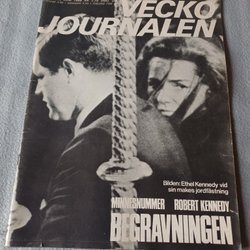 VECKO
JOURNALEN
Bilden: Ethel Kennedy vid
sin makes jordfästning
MINNESNUMMER ROBERT KENNEDY
BEGRAVNINGEN